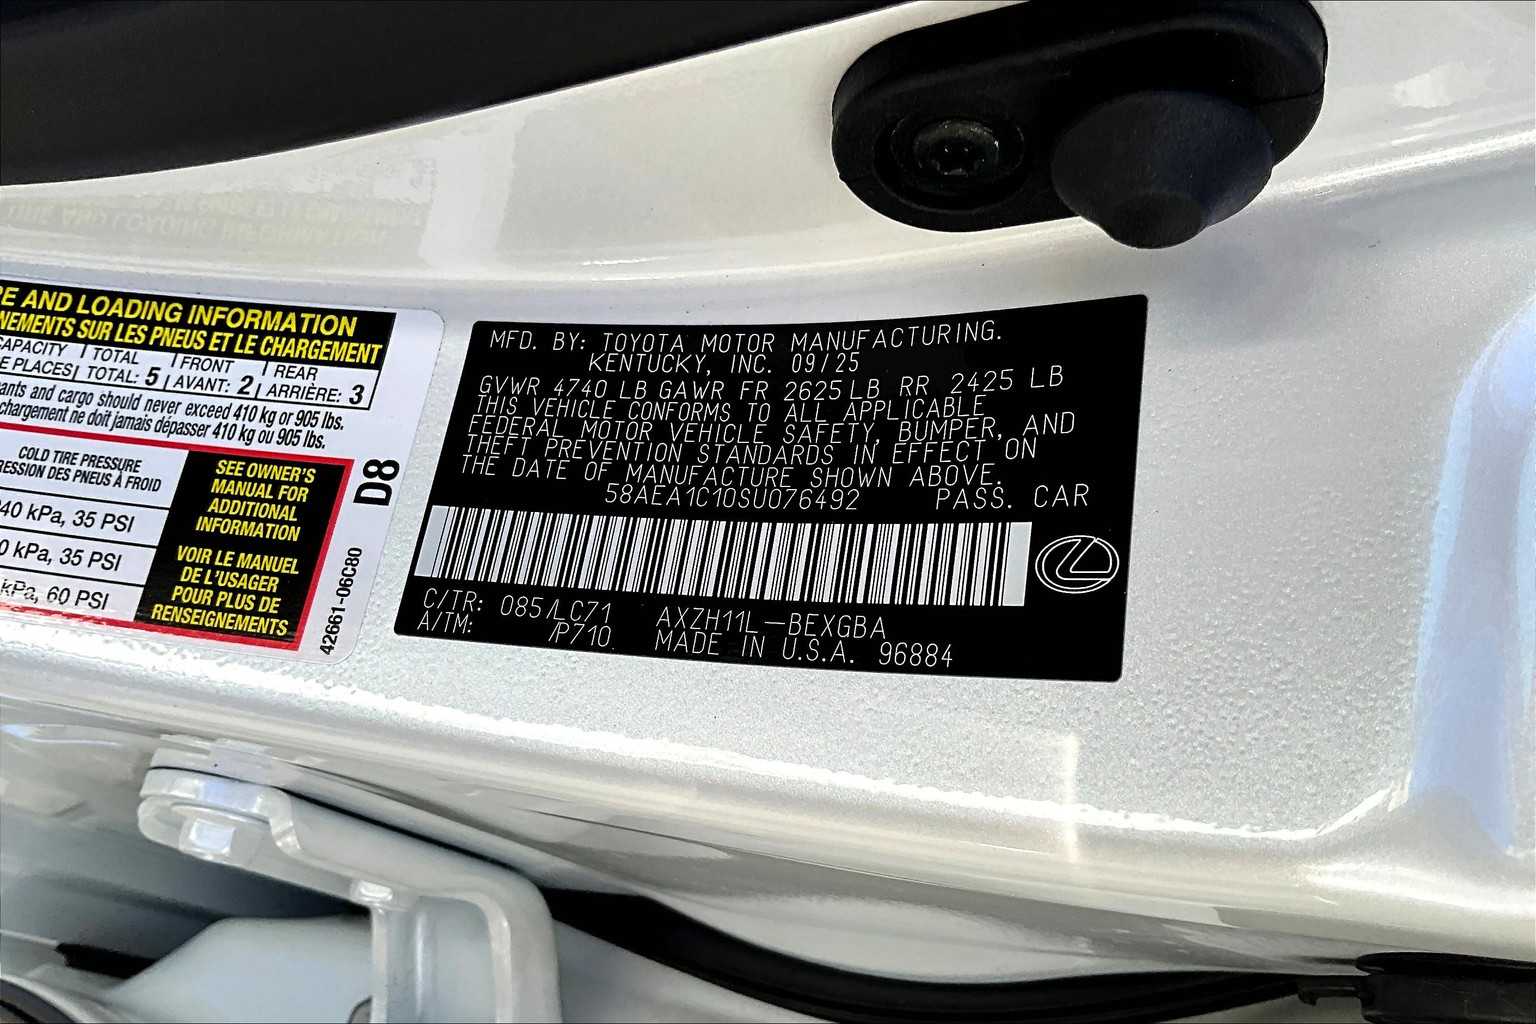 RE AND LOADING INFORMATION
NEMENTS SUR LES PNEUS ET LE CHARGEMENT
CAPACITY TOTAL FRONT REAR
E PLACES TOTAL: 5 AVANT: 2 ARRIÈRE: 3
ants and cargo should never exceed 410 kg or 905 lbs.
chargement ne doit jamais dépasser 410 kg ou 905 lbs.
COLD TIRE PRESSURE
ESSION DES PNEUS À FROID
240 kPa, 35 PSI
0 kPa, 35 PSI
kPa, 60 PSI
SEE OWNER'S
MANUAL FOR
ADDITIONAL
INFORMATION
VOIR LE MANUEL
DE L'USAGER
POUR PLUS DE
RENSEIGNEMENTS
D8
42661-06C80
MFD. BY: TOYOTA MOTOR MANUFACTURING.
KENTUCKY, INC. 09/25
GVWR 4740 LB GAWR FR 2625 LB RR 2425 LB
THIS VEHICLE CONFORMS TO ALL APPLICABLE
FEDERAL MOTOR VEHICLE SAFETY, BUMPER, AND
THEFT PREVENTION STANDARDS IN EFFECT ON
THE DATE OF MANUFACTURE SHOWN ABOVE.
58AEA1C10SU076492 PASS. CAR
C/TR: 085/LC71 AXZH11L-BEXGBA
A/TM: /P710 MADE IN U.S.A. 96884